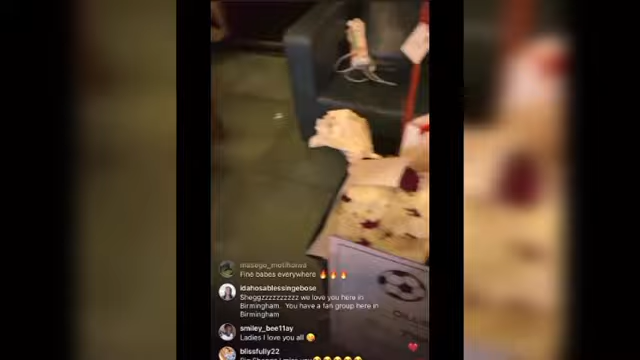 Fine babes everywhere 🔥🔥🔥
idahosablessingebose
Sheggzzzzzzzzzz we love you here in
Birmingham. You have a fan group here in
Birmingham
smiley_bee11ay
Ladies I love you all
blissfully22